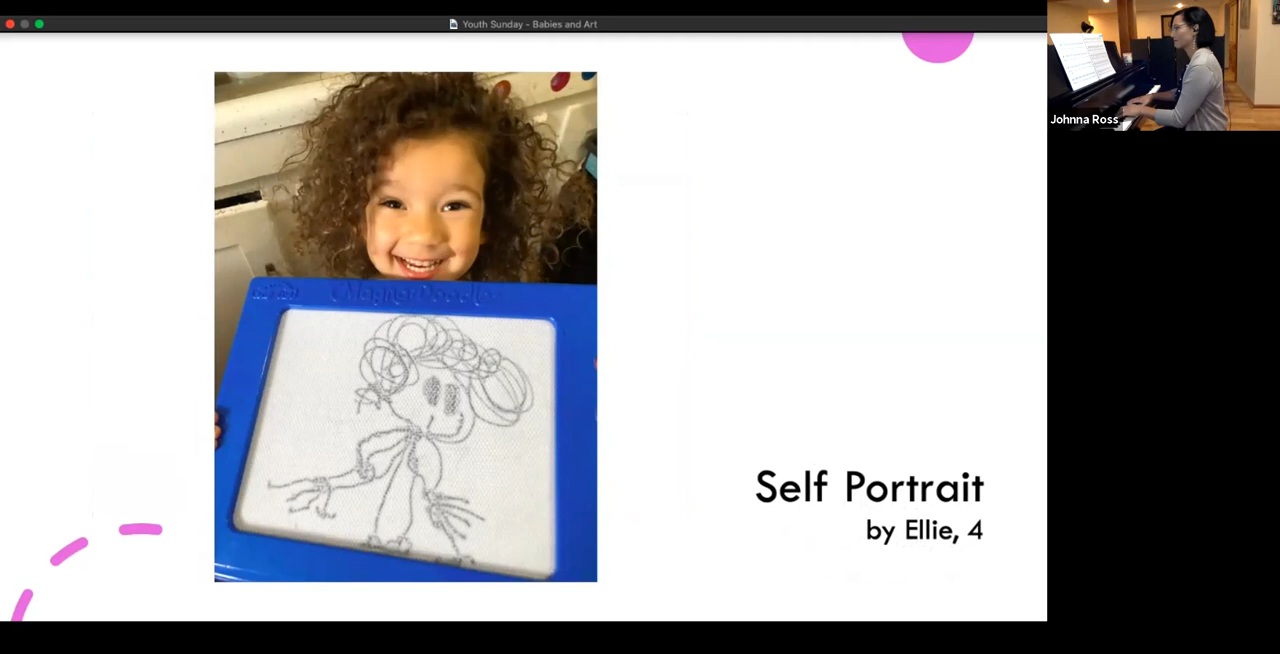 Youth Sunday - Babies and Art
Johnna Ross
MagnaDoodle
Self Portrait
by Ellie, 4